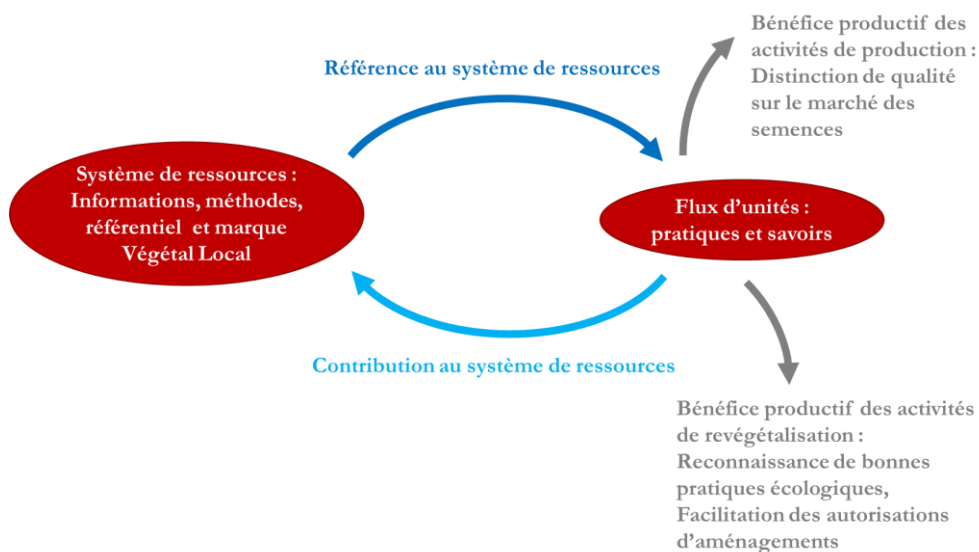 Bénéfice productif des
activités de production :
Distinction de qualité
sur le marché des
semences
Référence au système de ressources
Système de ressources :
Informations, méthodes,
référentiel et marque
Végétal Local
Flux d’unités :
pratiques et savoirs
Contribution au système de ressources
Bénéfice productif des activités
de revégétalisation :
Reconnaissance de bonnes
pratiques écologiques,
Facilitation des autorisations
d’aménagements